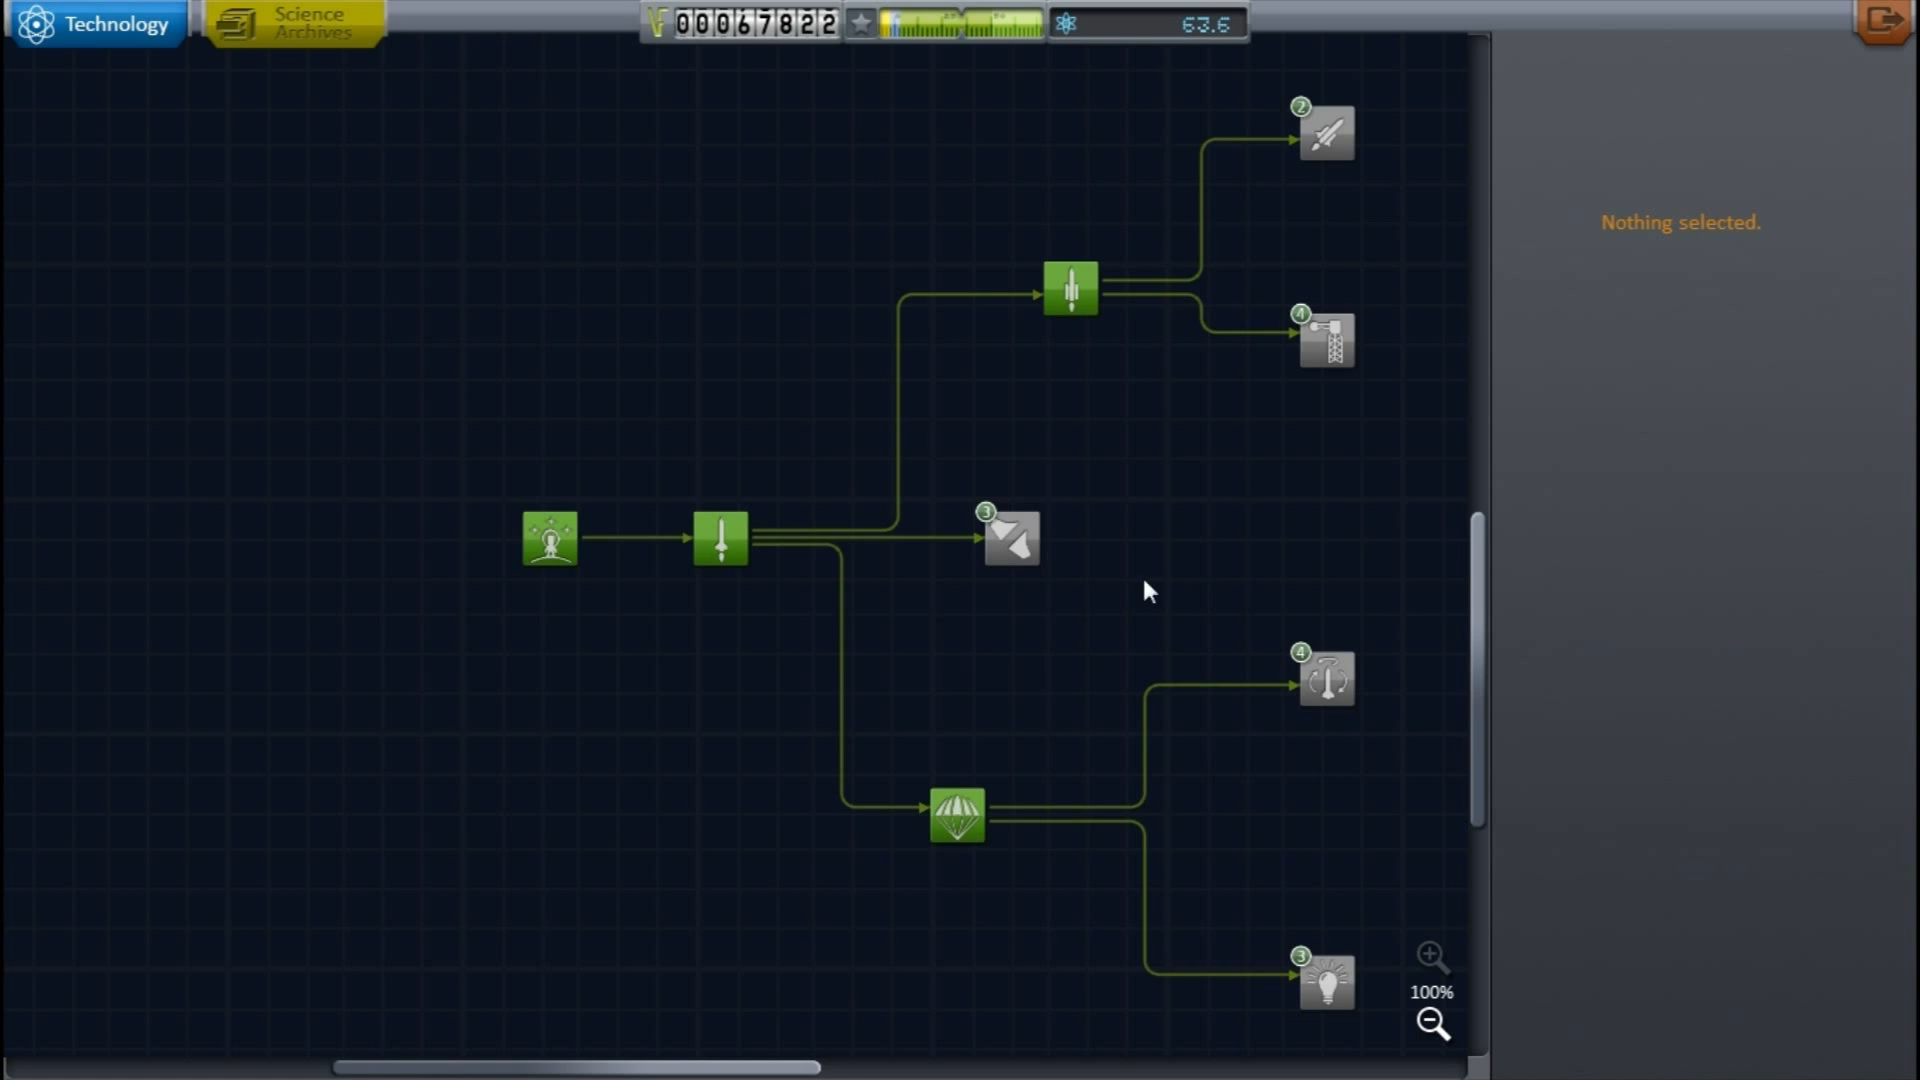 Technology
Science
Archives
00067822
63.6
Nothing selected.
2
4
3
4
3
100%